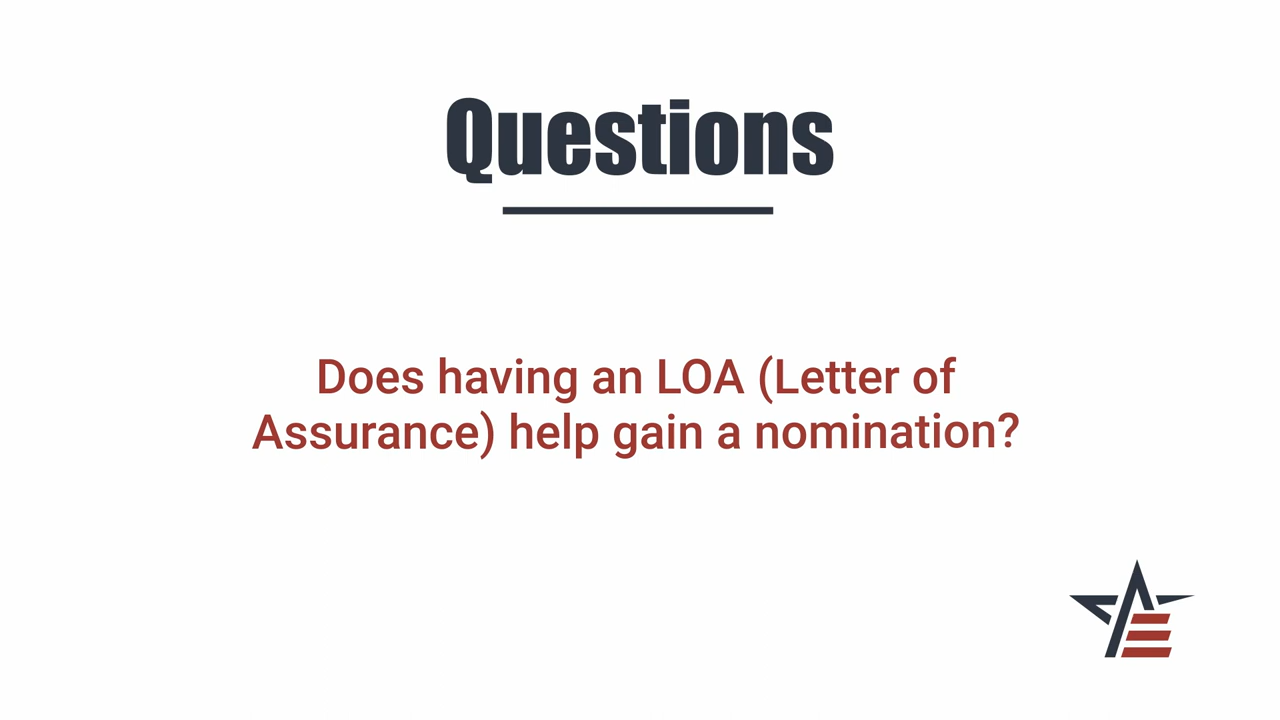 Questions
Does having an LOA (Letter of
Assurance) help gain a nomination?